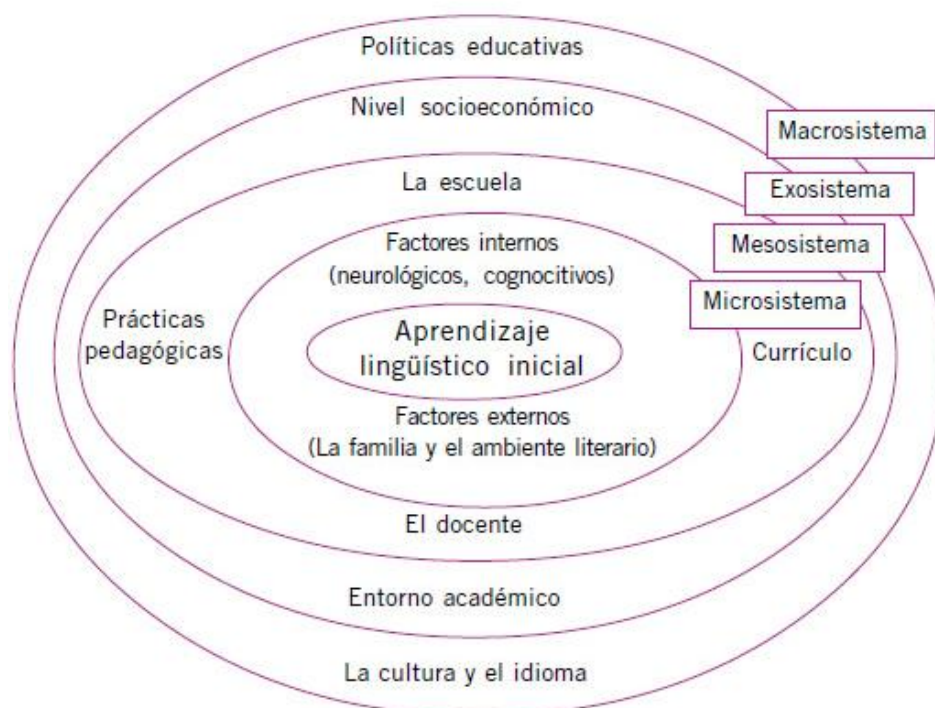 Políticas educativas
Nivel socioeconómico
Macrosistema
La escuela
Exosistema
Factores internos
(neurológicos, cognocitivos)
Mesosistema
Microsistema
Prácticas
pedagógicas
Aprendizaje
lingüístico inicial
Currículo
Factores externos
(La familia y el ambiente literario)
El docente
Entorno académico
La cultura y el idioma